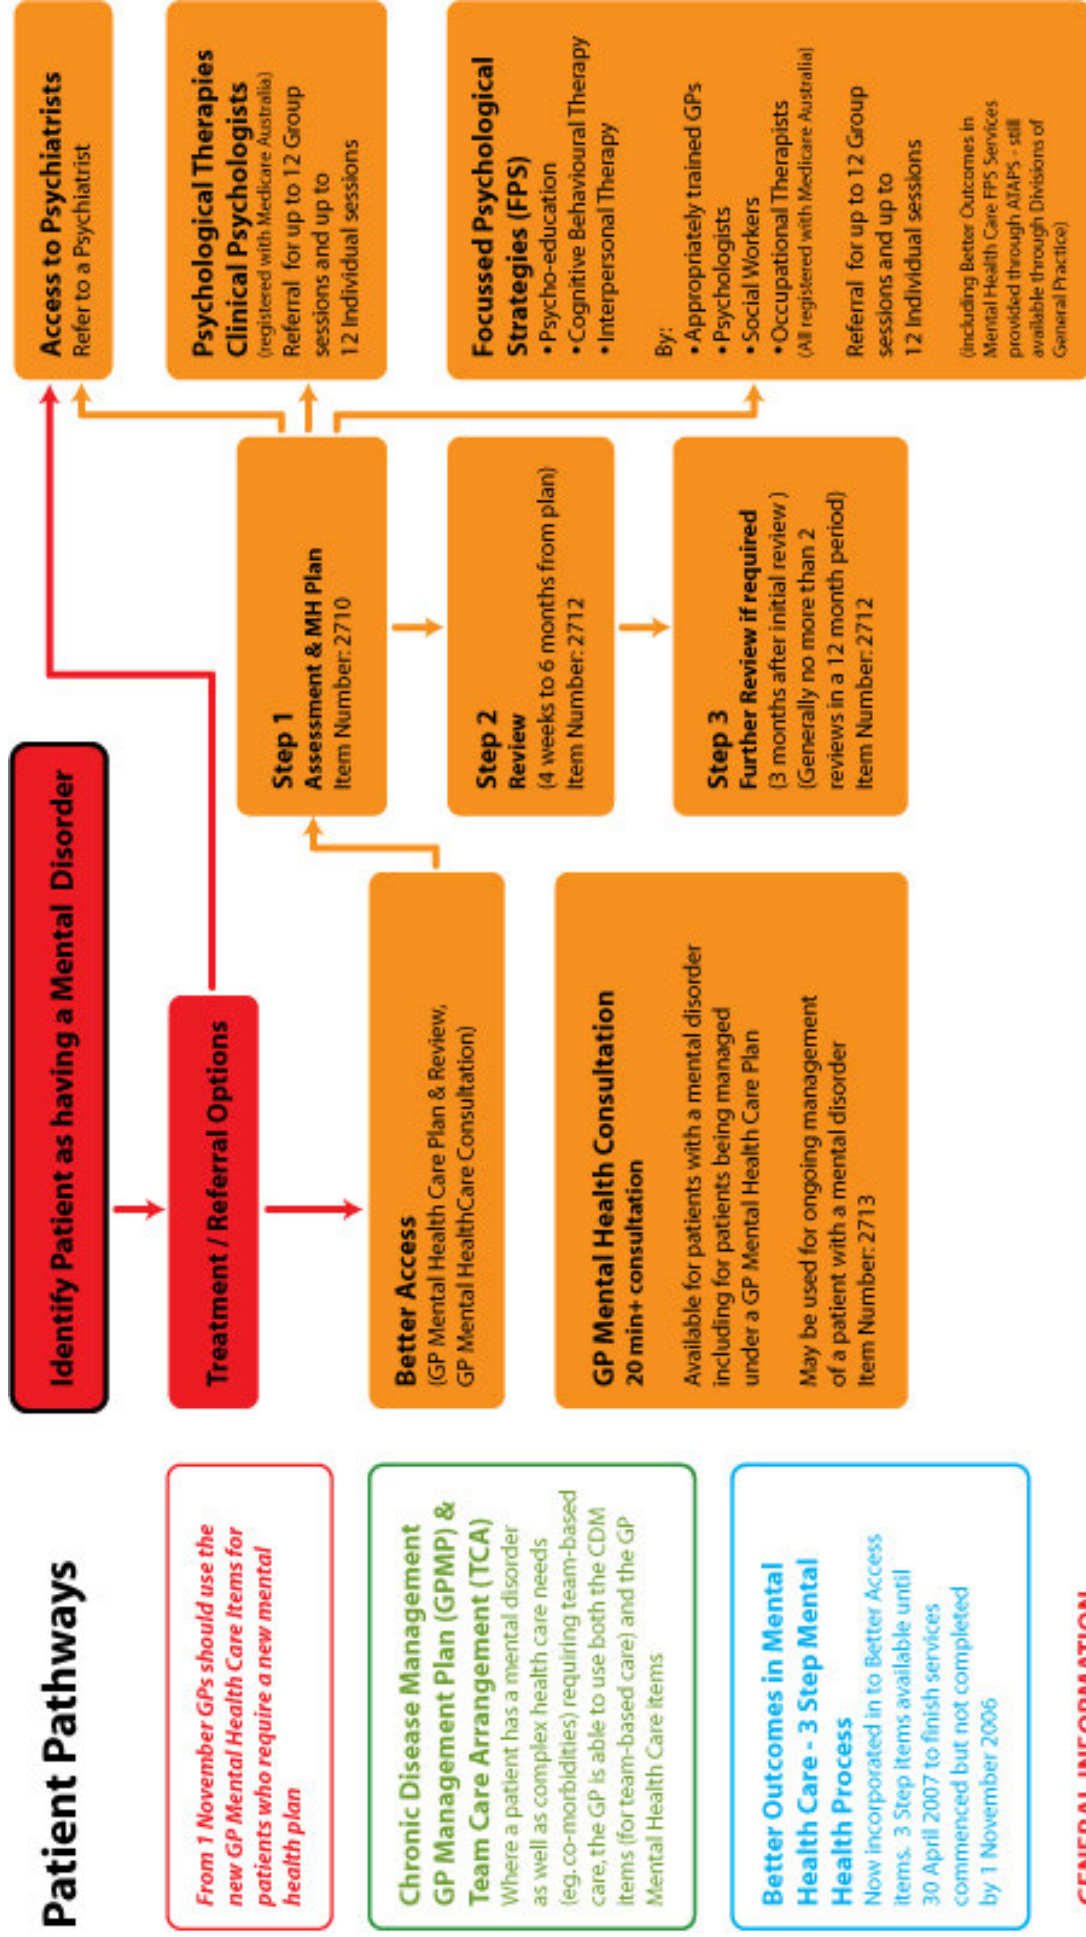 Patient Pathways
From 1 November GPs should use the
new GP Mental Health Care Items for
patients who require a new mental
health plan
Chronic Disease Management
GP Management Plan (GPMP) &
Team Care Arrangement (TCA)
Where a patient has a mental disorder
as well as complex health care needs
(eg. co-morbidities) requiring team-based
care, the GP is able to use both the CDM
items (for team-based care) and the GP
Mental Health Care items
Better Outcomes in Mental
Health Care - 3 Step Mental
Health Process
Now incorporated in to Better Access
items. 3 Step items available until
30 April 2007 to finish services
commenced but not completed
by 1 November 2006
GENERAL INFORMATION
Identify Patient as having a Mental Disorder
Treatment / Referral Options
Better Access
(GP Mental Health Care Plan & Review,
GP Mental HealthCare Consultation)
GP Mental Health Consultation
20 min+ consultation
Available for patients with a mental disorder
including for patients being managed
under a GP Mental Health Care Plan
May be used for ongoing management
of a patient with a mental disorder
Item Number: 2713
Step 1
Assessment & MH Plan
Item Number: 2710
Step 2
Review
(4 weeks to 6 months from plan)
Item Number: 2712
Step 3
Further Review if required
(3 months after initial review )
(Generally no more than 2
reviews in a 12 month period)
Item Number: 2712
Access to Psychiatrists
Refer to a Psychiatrist
Psychological Therapies
Clinical Psychologists
(registered with Medicare Australia)
Referral for up to 12 Group
sessions and up to
12 Individual sessions
Focussed Psychological
Strategies (FPS)
• Psycho-education
• Cognitive Behavioural Therapy
• Interpersonal Therapy
By:
• Appropriately trained GPs
• Psychologists
• Social Workers
• Occupational Therapists
(All registered with Medicare Australia)
Referral for up to 12 Group
sessions and up to
12 Individual sessions
(including Better Outcomes in
Mental Health Care FPS Services
provided through ATAPS - still
available through Divisions of
General Practice)